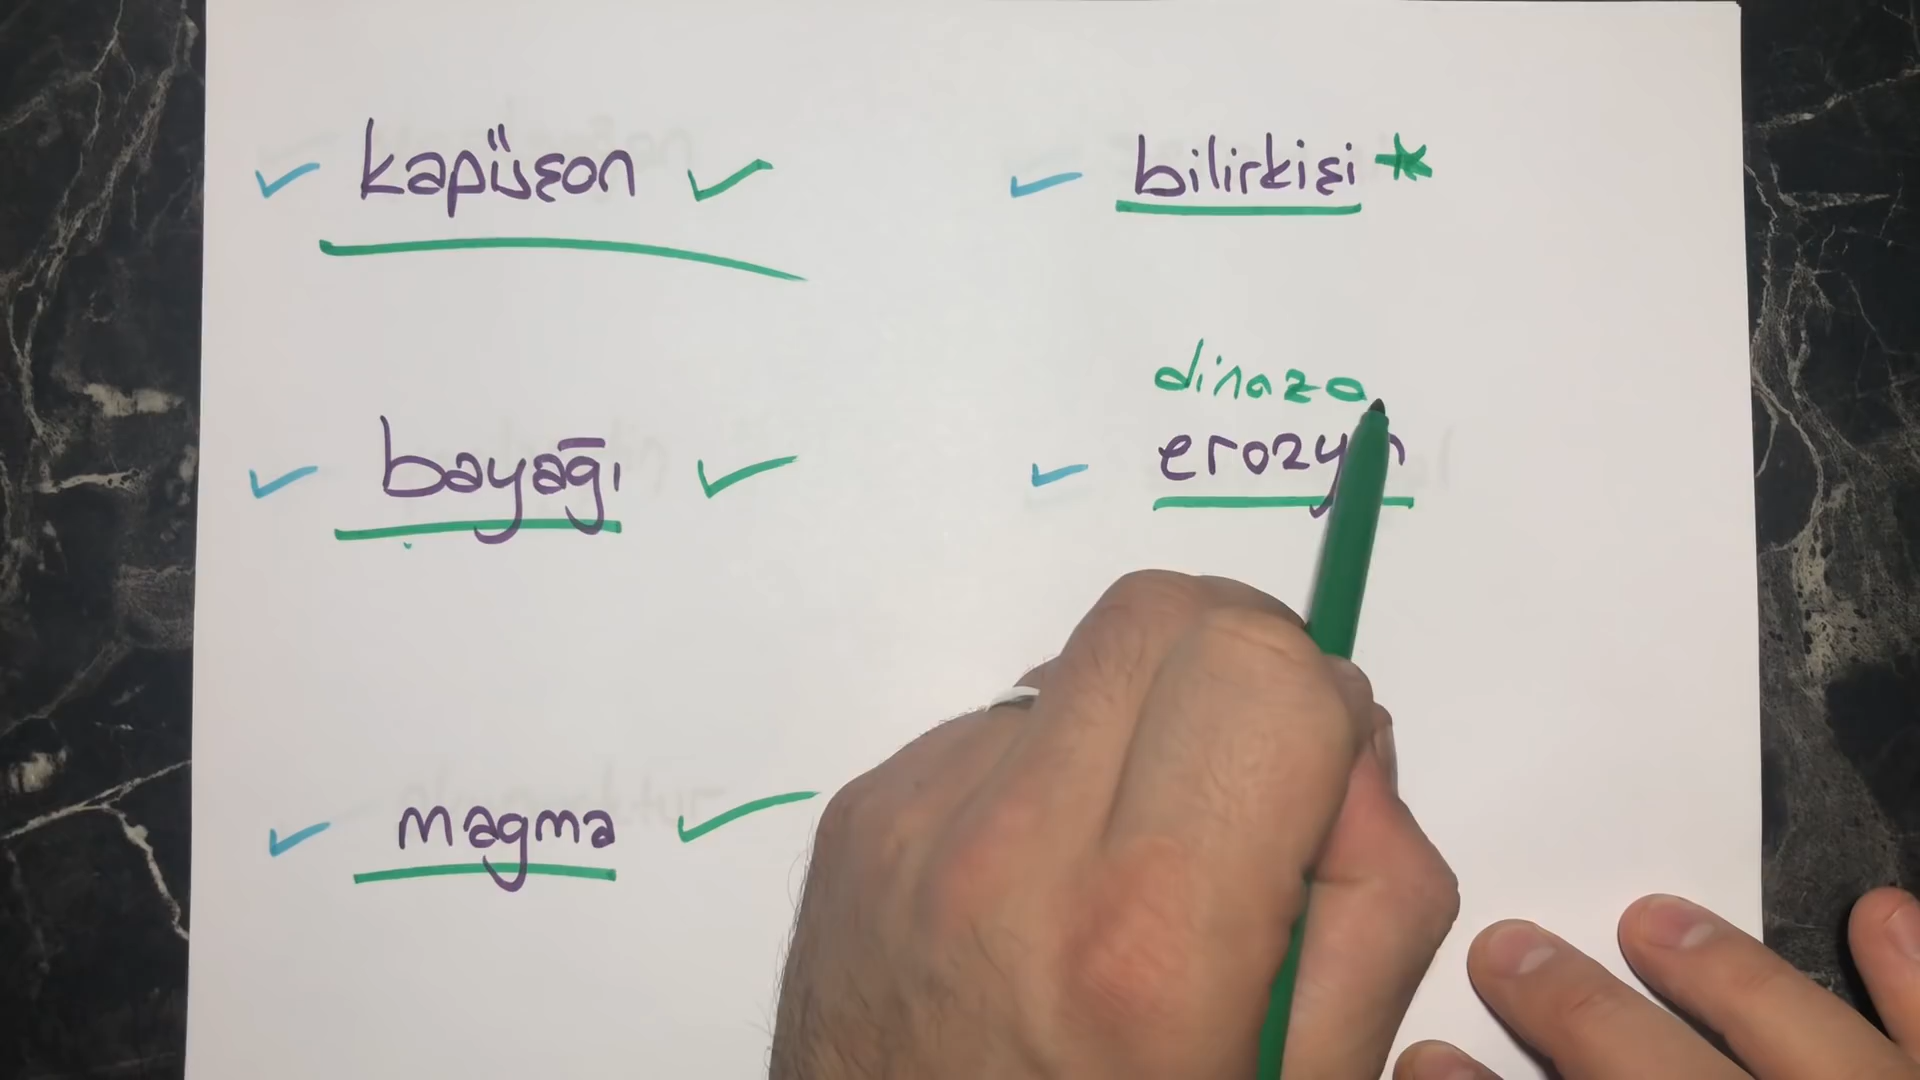 kapüşon
bilirkişi *
dinazo
bayağı
magma